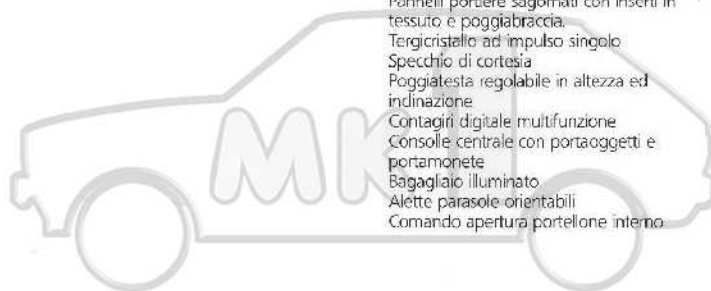 Pannelli portiere sagomati con inserti in
tessuto e poggiabraccia.
Tergicristallo ad impulso singolo
Specchio di cortesia
Poggiatesta regolabile in altezza ed
inclinazione
Contagiri digitale multifunzione
Consolle centrale con portaoggetti e
portamonete
Bagagliaio illuminato
Alette parasole orientabili
Comando apertura portellone interno
MK1